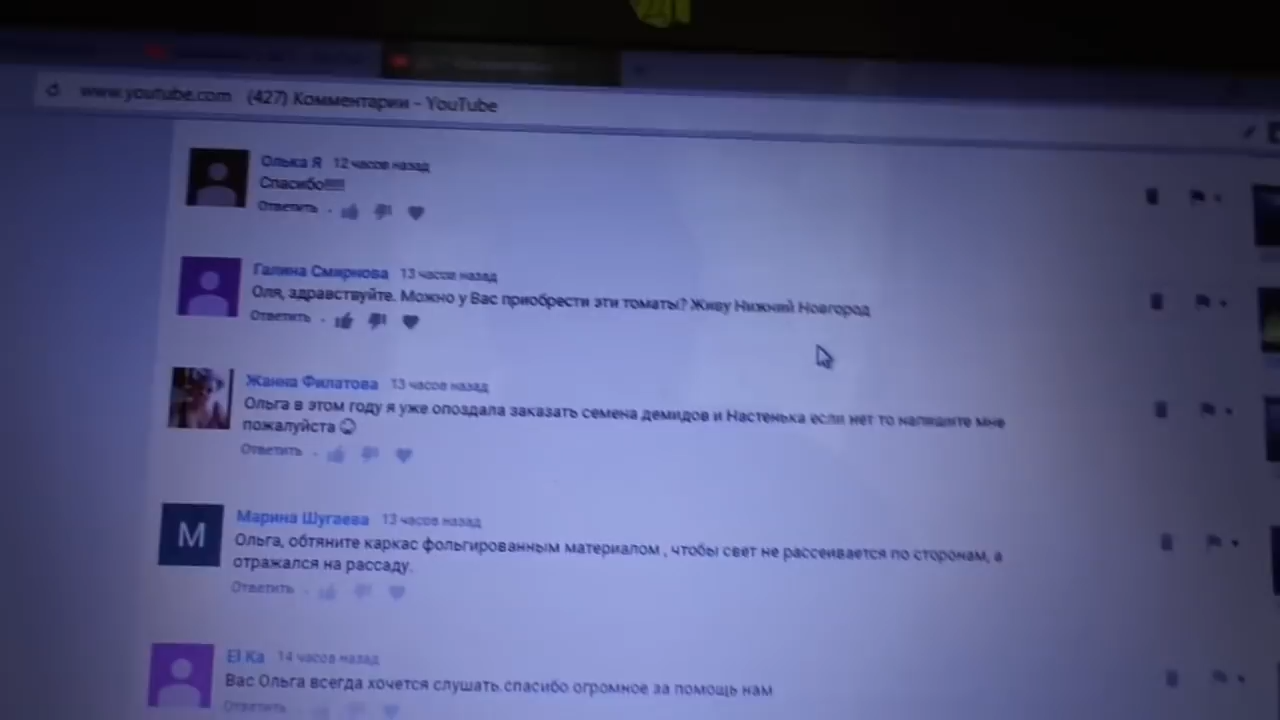 www.youtube.com (427) Комментарии - YouTube
Олька Я 12 часов назад
Спасибо!!!!!
Ответить
Галина Смирнова 13 часов назад
Оля, здравствуйте. Можно у Вас приобрести эти томаты? Живу Нижний Новгород
Ответить
Жанна Филатова 13 часов назад
Ольга в этом году я уже опоздала заказать семена демидов и Настенька если нет то напишите мне
пожалуйста
Ответить
М
Марина Шугаева 13 часов назад
Ольга, обтяните каркас фольгированным материалом , чтобы свет не рассеивается по сторонам, а
отражался на рассаду.
Ответить
El Ka 14 часов назад
Вас Ольга всегда хочется слушать.спасибо огромное за помощь нам
Ответить